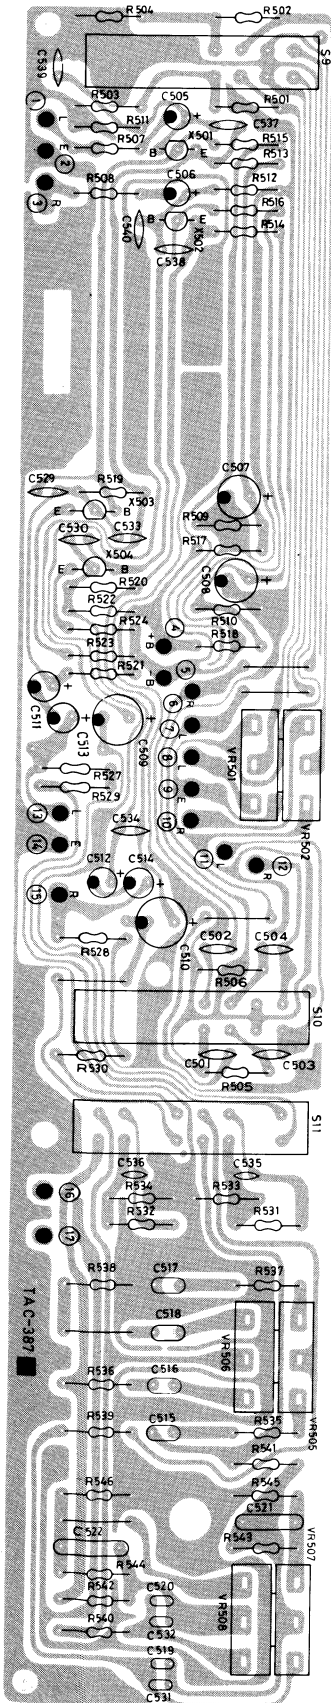 R504
R502
S9
C539
R503
C505
+
R501
1
L
R511
C537
R507
X501
R515
E
B
E
R513
2
C506
R508
+
R512
R
3
B
E
R516
X502
R514
C540
C538
C529
R519
C507
+
X503
E
B
R509
C530
C533
R517
X504
E
B
C508
+
R520
R522
R510
R524
4
R518
R523
+B
R521
5
-B
6
C511
+
C513
+
C509
+
7
L
VR501
8
L
VR502
R527
9
E
R529
13
L
10
R
C534
14
E
11
L
12
R
C512
+
C514
+
15
R
C510
+
C502
C504
R528
R506
S10
R530
C501
C503
R505
S11
C536
C535
16
R534
R533
R532
R531
17
R538
C517
R537
TAC-387
C518
VR506
VR505
R536
C516
R539
C515
R535
R541
R546
R545
C521
C522
R543
VR507
R544
R542
C520
VR508
R540
C532
C519
C531